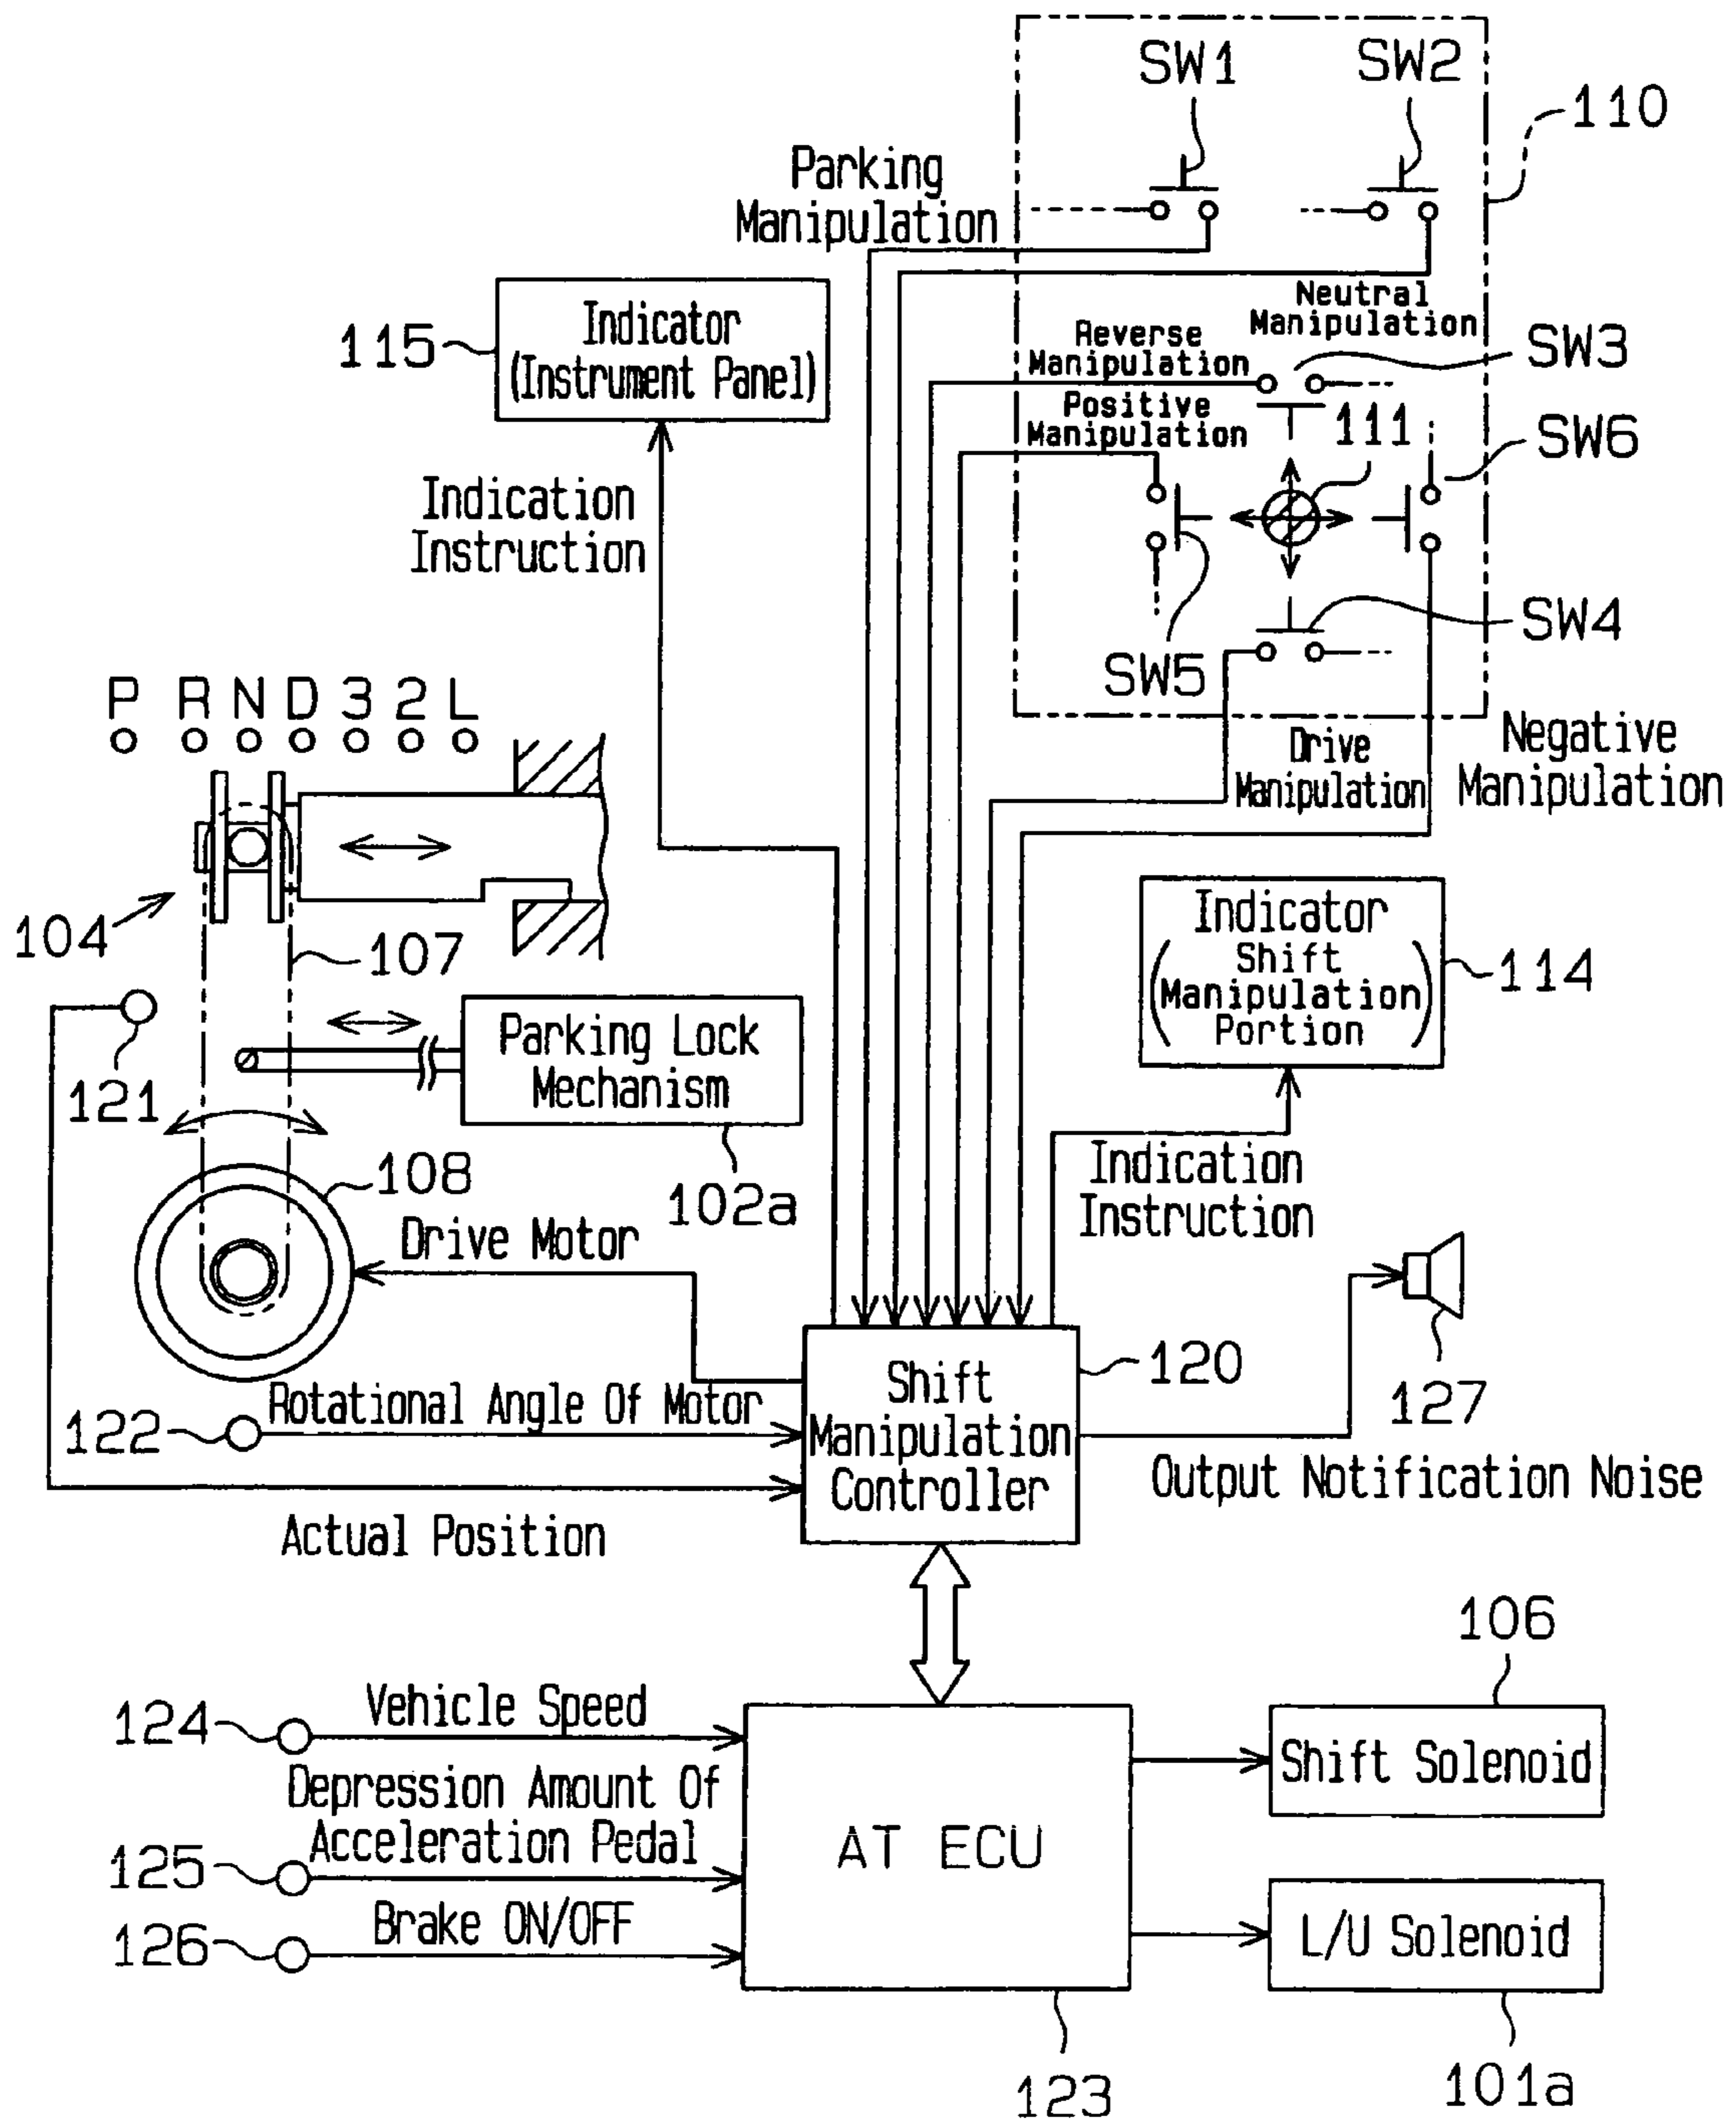 SW1
SW2
110
Parking
Manipulation
Neutral
Manipulation
Indicator
(Instrument Panel)
115
Reverse
Manipulation
SW3
Positive
Manipulation
111
SW6
Indication
Instruction
SW4
SW5
P R N D 3 2 L
Drive
Manipulation
Negative
Manipulation
104
107
Indicator
(Shift
Manipulation
Portion)
114
Parking Lock
Mechanism
121
102a
108
Indication
Instruction
Drive Motor
120
Shift
Manipulation
Controller
127
Rotational Angle Of Motor
122
Output Notification Noise
Actual Position
106
124
Vehicle Speed
Shift Solenoid
Depression Amount Of
Acceleration Pedal
125
AT ECU
Brake ON/OFF
126
L/U Solenoid
123
101a